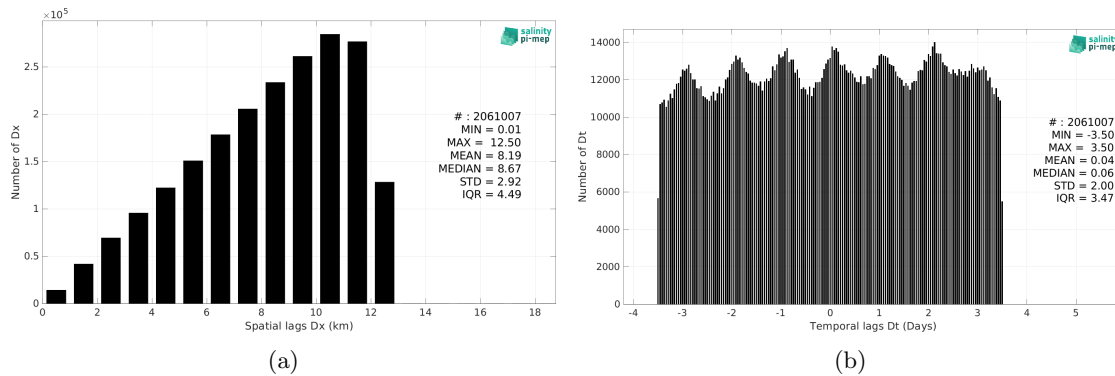 ×10⁵
2.5
2
1.5
1
0.5
0
0 2 4 6 8 10 12 14 16 18
Number of Dx
Spatial lags Dx (km)
salinity
pi-mep
# : 2061007
MIN = 0.01
MAX = 12.50
MEAN = 8.19
MEDIAN = 8.67
STD = 2.92
IQR = 4.49
(a)
14000
12000
10000
8000
6000
4000
2000
0
-4 -3 -2 -1 0 1 2 3 4 5
Number of Dt
Temporal lags Dt (Days)
salinity
pi-mep
# : 2061007
MIN = -3.50
MAX = 3.50
MEAN = 0.04
MEDIAN = 0.06
STD = 2.00
IQR = 3.47
(b)